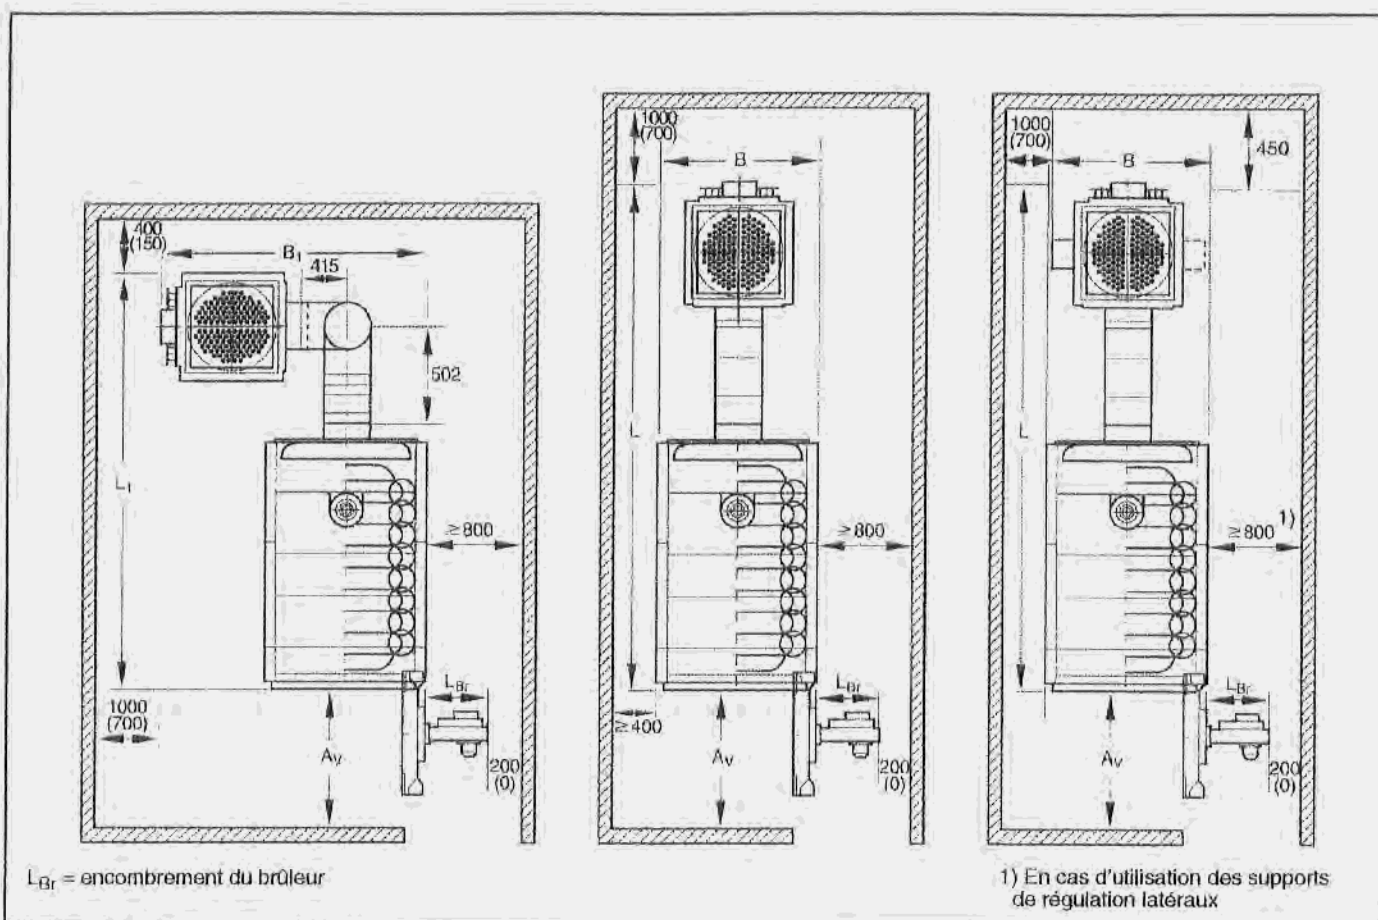 400
(150)
B₁
415
502
L₁
≥800
1000
(700)
Av
LBr
200
(0)
1000
(700)
B
L
≥800
≥400
Av
LBr
200
(0)
1000
(700)
B
450
L
≥800 1)
Av
LBr
200
(0)
LBr = encombrement du brûleur
1) En cas d'utilisation des supports
de régulation latéraux